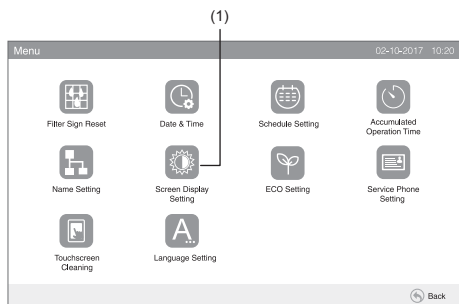 (1)
Menu 02-10-2017 10:20
Filter Sign Reset Date & Time Schedule Setting Accumulated
Operation Time
Name Setting Screen Display
Setting ECO Setting Service Phone
Setting
A...
Touchscreen
Cleaning Language Setting
Back